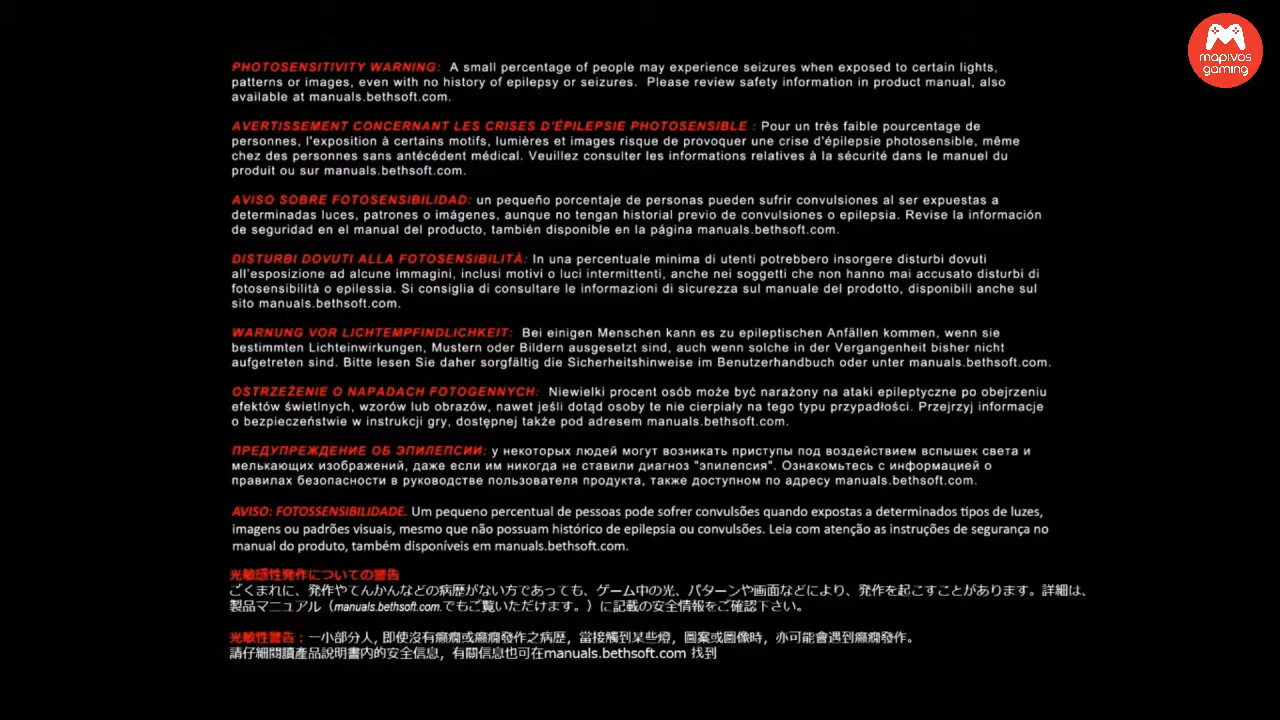 PHOTOSENSITIVITY WARNING: A small percentage of people may experience seizures when exposed to certain lights,
patterns or images, even with no history of epilepsy or seizures. Please review safety information in product manual, also
available at manuals.bethsoft.com.
AVERTISSEMENT CONCERNANT LES CRISES D'ÉPILEPSIE PHOTOSENSIBLE : Pour un très faible pourcentage de
personnes, l'exposition à certains motifs, lumières et images risque de provoquer une crise d'épilepsie photosensible, même
chez des personnes sans antécédent médical. Veuillez consulter les informations relatives à la sécurité dans le manuel du
produit ou sur manuals.bethsoft.com.
AVISO SOBRE FOTOSENSIBILIDAD: un pequeño porcentaje de personas pueden sufrir convulsiones al ser expuestas a
determinadas luces, patrones o imágenes, aunque no tengan historial previo de convulsiones o epilepsia. Revise la información
de seguridad en el manual del producto, también disponible en la página manuals.bethsoft.com.
DISTURBI DOVUTI ALLA FOTOSENSIBILITÀ: In una percentuale minima di utenti potrebbero insorgere disturbi dovuti
all'esposizione ad alcune immagini, inclusi motivi o luci intermittenti, anche nei soggetti che non hanno mai accusato disturbi di
fotosensibilità o epilessia. Si consiglia di consultare le informazioni di sicurezza sul manuale del prodotto, disponibili anche sul
sito manuals.bethsoft.com.
WARNUNG VOR LICHTEMPFINDLICHKEIT: Bei einigen Menschen kann es zu epileptischen Anfällen kommen, wenn sie
bestimmten Lichteinwirkungen, Mustern oder Bildern ausgesetzt sind, auch wenn solche in der Vergangenheit bisher nicht
aufgetreten sind. Bitte lesen Sie daher sorgfältig die Sicherheitshinweise im Benutzerhandbuch oder unter manuals.bethsoft.com.
OSTRZEŻENIE O NAPADACH FOTOGENNYCH: Niewielki procent osób może być narażony na ataki epileptyczne po obejrzeniu
efektów świetlnych, wzorów lub obrazów, nawet jeśli dotąd osoby te nie cierpiały na tego typu przypadłości. Przejrzyj informacje
o bezpieczeństwie w instrukcji gry, dostępnej także pod adresem manuals.bethsoft.com.
ПРЕДУПРЕЖДЕНИЕ ОБ ЭПИЛЕПСИИ: у некоторых людей могут возникать приступы под воздействием вспышек света и
мелькающих изображений, даже если им никогда не ставили диагноз "эпилепсия". Ознакомьтесь с информацией о
правилах безопасности в руководстве пользователя продукта, также доступном по адресу manuals.bethsoft.com.
AVISO: FOTOSSENSIBILIDADE. Um pequeno percentual de pessoas pode sofrer convulsões quando expostas a determinados tipos de luzes,
imagens ou padrões visuais, mesmo que não possuam histórico de epilepsia ou convulsões. Leia com atenção as instruções de segurança no
manual do produto, também disponíveis em manuals.bethsoft.com.
光敏感性発作についての警告
ごくまれに、発作やてんかんなどの病歴がない方であっても、ゲーム中の光、パターンや画面などにより、発作を起こすことがあります。詳細は、
製品マニュアル（manuals.bethsoft.com.でもご覧いただけます。）に記載の安全情報をご確認下さい。
光敏性警告：一小部分人, 即使沒有癲癇或癲癇發作之病歷，當接觸到某些燈，圖案或圖像時，亦可能會遇到癲癇發作。
請仔細閱讀產品說明書內的安全信息，有關信息也可在manuals.bethsoft.com 找到
mapivos
gaming